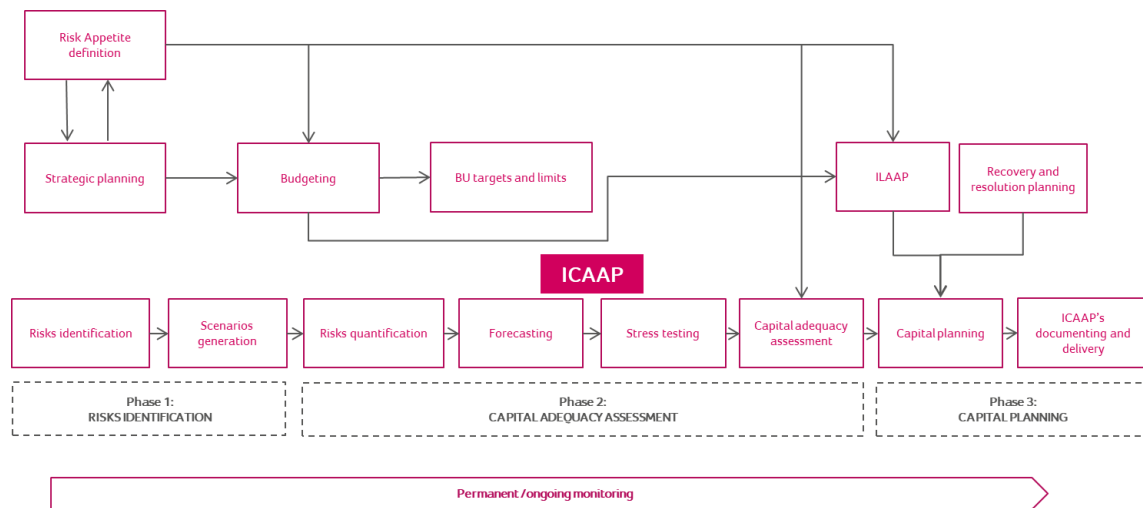 Risk Appetite
definition
Strategic planning
Budgeting
BU targets and limits
ILAAP
Recovery and
resolution planning
ICAAP
Risks identification
Scenarios
generation
Risks quantification
Forecasting
Stress testing
Capital adequacy
assessment
Capital planning
ICAAP's
documenting and
delivery
Phase 1:
RISKS IDENTIFICATION
Phase 2:
CAPITAL ADEQUACY ASSESSMENT
Phase 3:
CAPITAL PLANNING
Permanent /ongoing monitoring